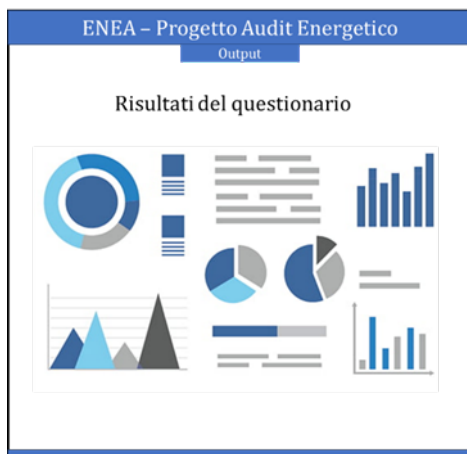 ENEA – Progetto Audit Energetico
Output
Risultati del questionario